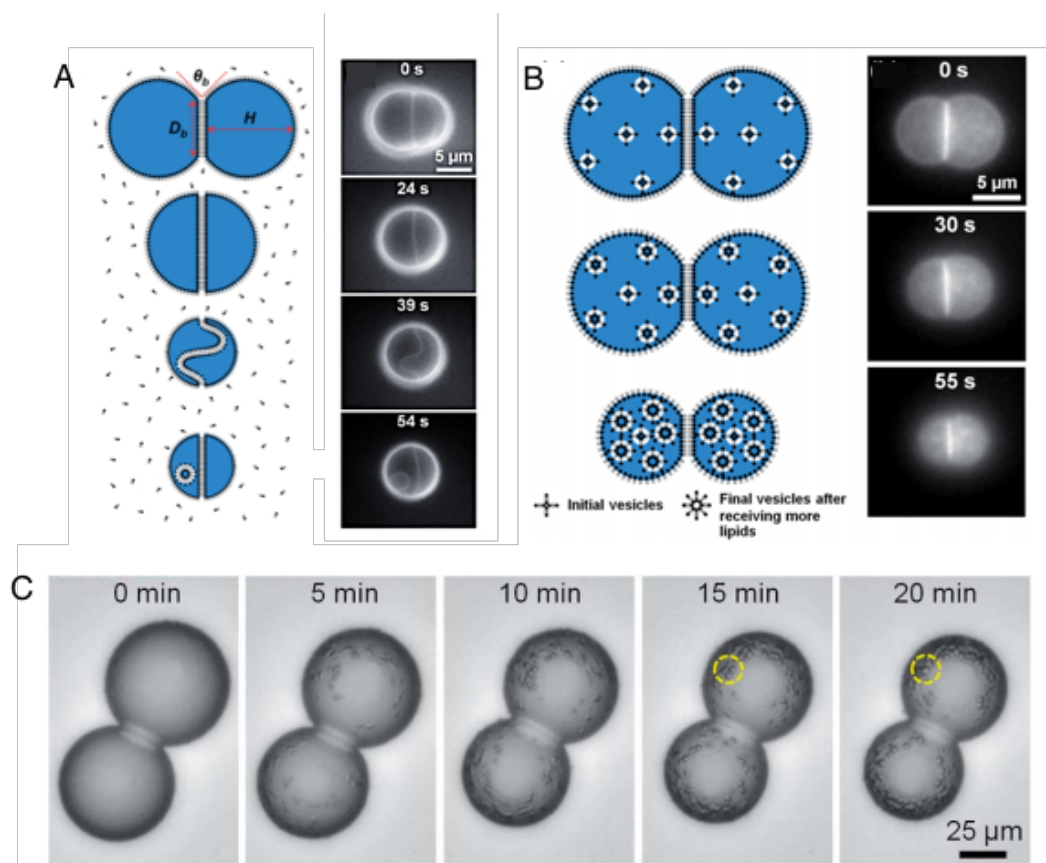 A
θb
Db
H
0 s
5 µm
24 s
39 s
54 s
B
0 s
5 µm
30 s
55 s
Initial vesicles
Final vesicles after
receiving more
lipids
C
0 min
5 min
10 min
15 min
20 min
25 µm